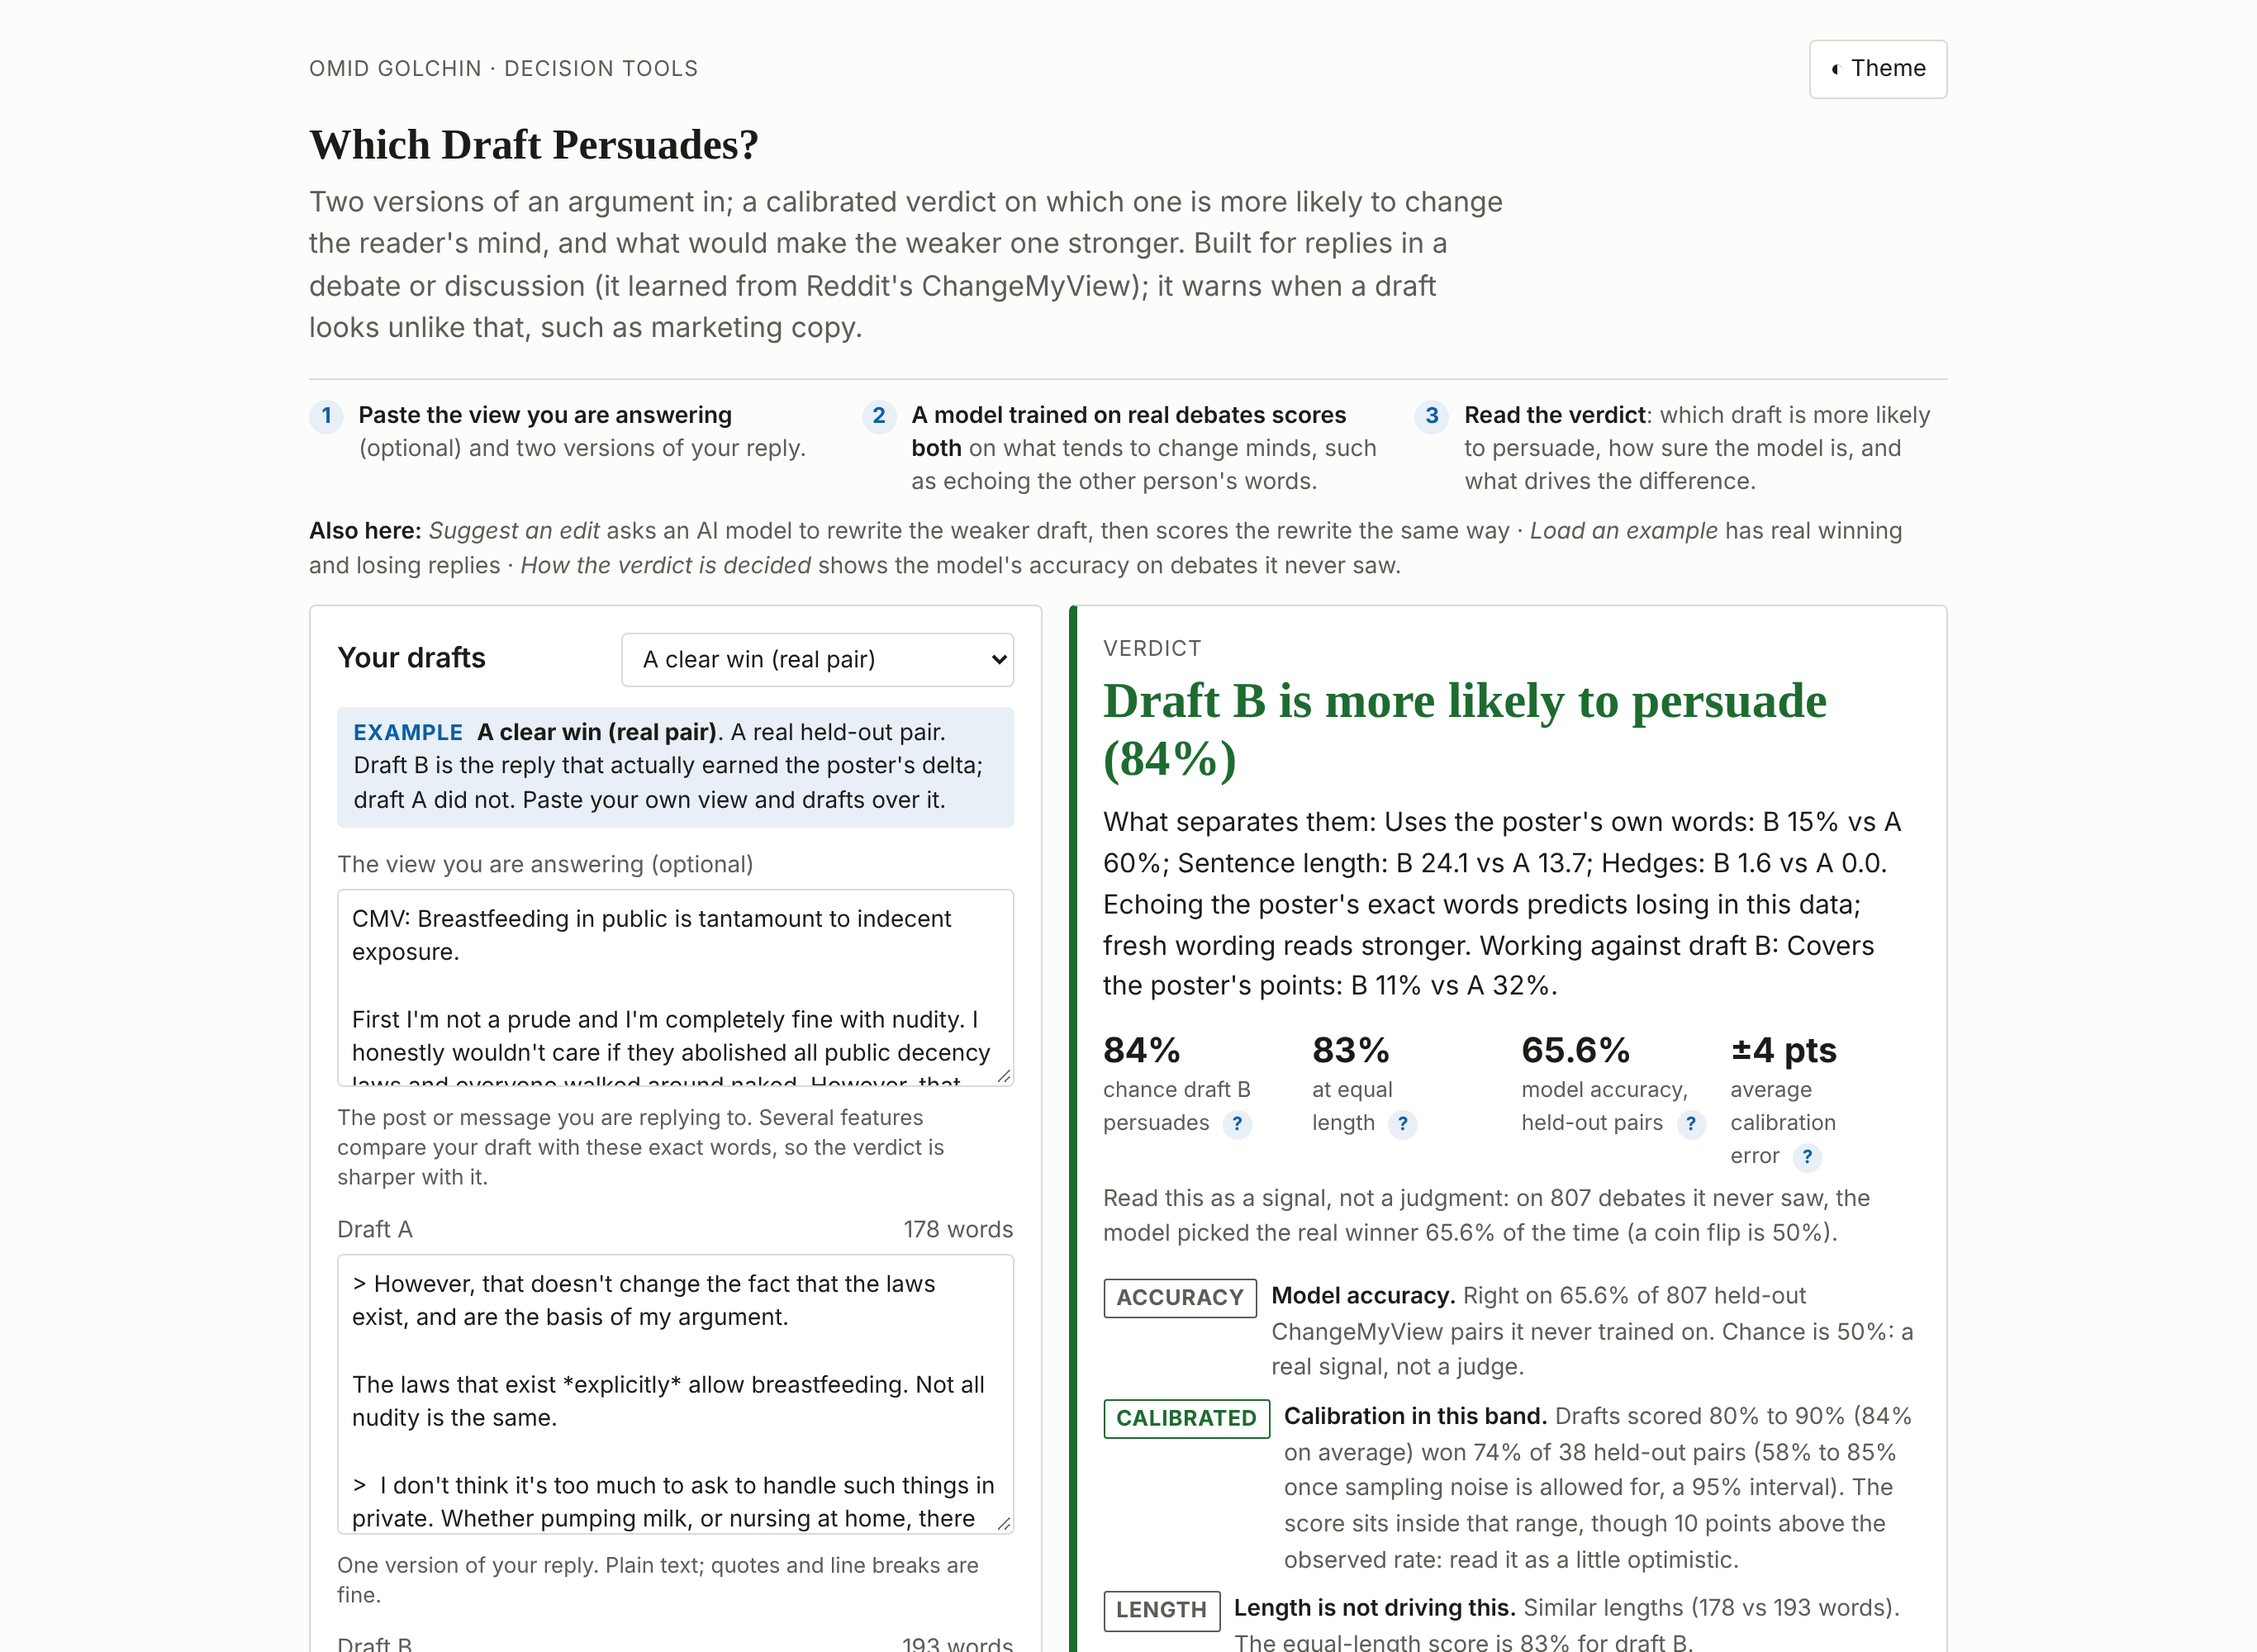 OMID GOLCHIN · DECISION TOOLS
Theme
Which Draft Persuades?
Two versions of an argument in; a calibrated verdict on which one is more likely to change
the reader's mind, and what would make the weaker one stronger. Built for replies in a
debate or discussion (it learned from Reddit's ChangeMyView); it warns when a draft
looks unlike that, such as marketing copy.
1 Paste the view you are answering
(optional) and two versions of your reply.
2 A model trained on real debates scores
both on what tends to change minds, such
as echoing the other person's words.
3 Read the verdict: which draft is more likely
to persuade, how sure the model is, and
what drives the difference.
Also here: Suggest an edit asks an AI model to rewrite the weaker draft, then scores the rewrite the same way · Load an example has real winning
and losing replies · How the verdict is decided shows the model's accuracy on debates it never saw.
Your drafts
A clear win (real pair)
EXAMPLE A clear win (real pair). A real held-out pair.
Draft B is the reply that actually earned the poster's delta;
draft A did not. Paste your own view and drafts over it.
The view you are answering (optional)
CMV: Breastfeeding in public is tantamount to indecent
exposure.
First I'm not a prude and I'm completely fine with nudity. I
honestly wouldn't care if they abolished all public decency
laws and everyone walked around naked. However, that
The post or message you are replying to. Several features
compare your draft with these exact words, so the verdict is
sharper with it.
Draft A
178 words
> However, that doesn't change the fact that the laws
exist, and are the basis of my argument.
The laws that exist *explicitly* allow breastfeeding. Not all
nudity is the same.
> I don't think it's too much to ask to handle such things in
private. Whether pumping milk, or nursing at home, there
One version of your reply. Plain text; quotes and line breaks are
fine.
Draft B
193 words
VERDICT
Draft B is more likely to persuade
(84%)
What separates them: Uses the poster's own words: B 15% vs A
60%; Sentence length: B 24.1 vs A 13.7; Hedges: B 1.6 vs A 0.0.
Echoing the poster's exact words predicts losing in this data;
fresh wording reads stronger. Working against draft B: Covers
the poster's points: B 11% vs A 32%.
84%
chance draft B
persuades ?
83%
at equal
length ?
65.6%
model accuracy,
held-out pairs ?
±4 pts
average
calibration
error ?
Read this as a signal, not a judgment: on 807 debates it never saw, the
model picked the real winner 65.6% of the time (a coin flip is 50%).
ACCURACY Model accuracy. Right on 65.6% of 807 held-out
ChangeMyView pairs it never trained on. Chance is 50%: a
real signal, not a judge.
CALIBRATED Calibration in this band. Drafts scored 80% to 90% (84%
on average) won 74% of 38 held-out pairs (58% to 85%
once sampling noise is allowed for, a 95% interval). The
score sits inside that range, though 10 points above the
observed rate: read it as a little optimistic.
LENGTH Length is not driving this. Similar lengths (178 vs 193 words).
The equal-length score is 83% for draft B.